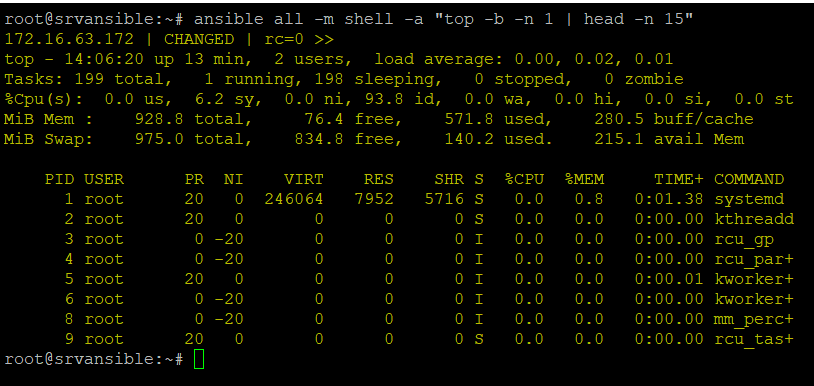 root@srvansible:~# ansible all -m shell -a "top -b -n 1 | head -n 15"
172.16.63.172 | CHANGED | rc=0 >>
top - 14:06:20 up 13 min,  2 users,  load average: 0.00, 0.02, 0.01
Tasks: 199 total,   1 running, 198 sleeping,   0 stopped,   0 zombie
%Cpu(s):  0.0 us,  6.2 sy,  0.0 ni, 93.8 id,  0.0 wa,  0.0 hi,  0.0 si,  0.0 st
MiB Mem :    928.8 total,     76.4 free,    571.8 used,    280.5 buff/cache
MiB Swap:    975.0 total,    834.8 free,    140.2 used.    215.1 avail Mem
PID USER      PR  NI    VIRT    RES    SHR S  %CPU  %MEM     TIME+ COMMAND
1 root      20   0  246064   7952   5716 S   0.0   0.8   0:01.38 systemd
2 root      20   0       0      0      0 S   0.0   0.0   0:00.00 kthreadd
3 root       0 -20       0      0      0 I   0.0   0.0   0:00.00 rcu_gp
4 root       0 -20       0      0      0 I   0.0   0.0   0:00.00 rcu_par+
5 root      20   0       0      0      0 I   0.0   0.0   0:00.01 kworker+
6 root       0 -20       0      0      0 I   0.0   0.0   0:00.00 kworker+
8 root       0 -20       0      0      0 I   0.0   0.0   0:00.00 mm_perc+
9 root      20   0       0      0      0 S   0.0   0.0   0:00.00 rcu_tas+
root@srvansible:~#